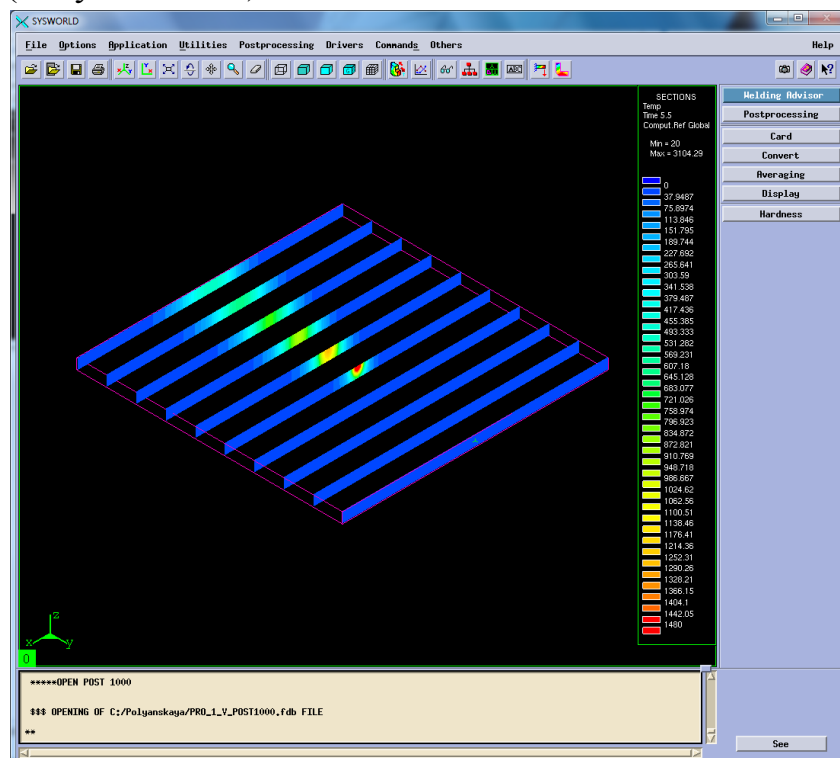 SYSWORLD
File Options Application Utilities Postprocessing Drivers Commands Others Help
SECTIONS
Temp
Time 5.5
Comput.Ref Global
Min = 20
Max = 3104.29
0
37.9487
75.8974
113.846
151.795
189.744
227.692
265.641
303.59
341.538
379.487
417.436
455.385
493.333
531.282
569.231
607.18
645.128
683.077
721.026
758.974
796.923
834.872
872.821
910.769
948.718
986.667
1024.62
1062.56
1100.51
1138.46
1176.41
1214.36
1252.31
1290.26
1328.21
1366.15
1404.1
1442.05
1480
Welding Advisor
Postprocessing
Card
Convert
Averaging
Display
Hardness
z
x
y
0
*****OPEN POST 1000
$$$ OPENING OF C:/Polyanskaya/PRO_1_V_POST1000.fdb FILE
**
See